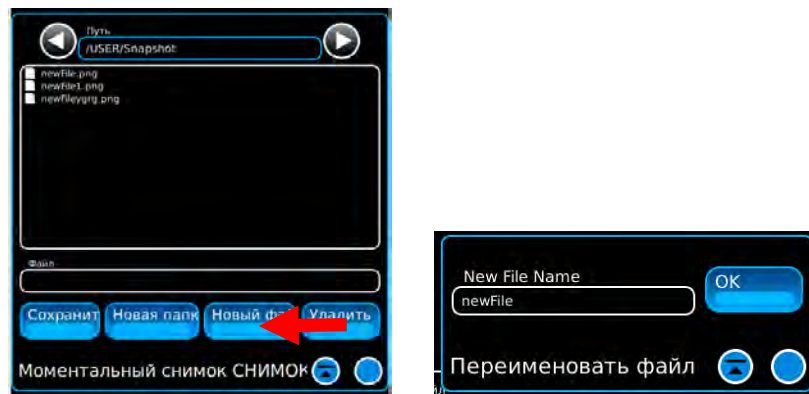 Путь
/USER/Snapshot
newfile.png
newfile1.png
newfileygrg.png
Файл
Сохранит Новая папк Новый фа Удалить
Моментальный снимок СНИМОК
New File Name
newFile
OK
Переименовать файл